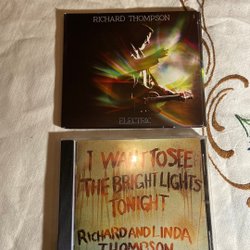 RICHARD THOMPSON
ELECTRIC
I WANT TO SEE
THE BRIGHT LIGHTS
TONIGHT
RICHARD AND LINDA
THOMPSON